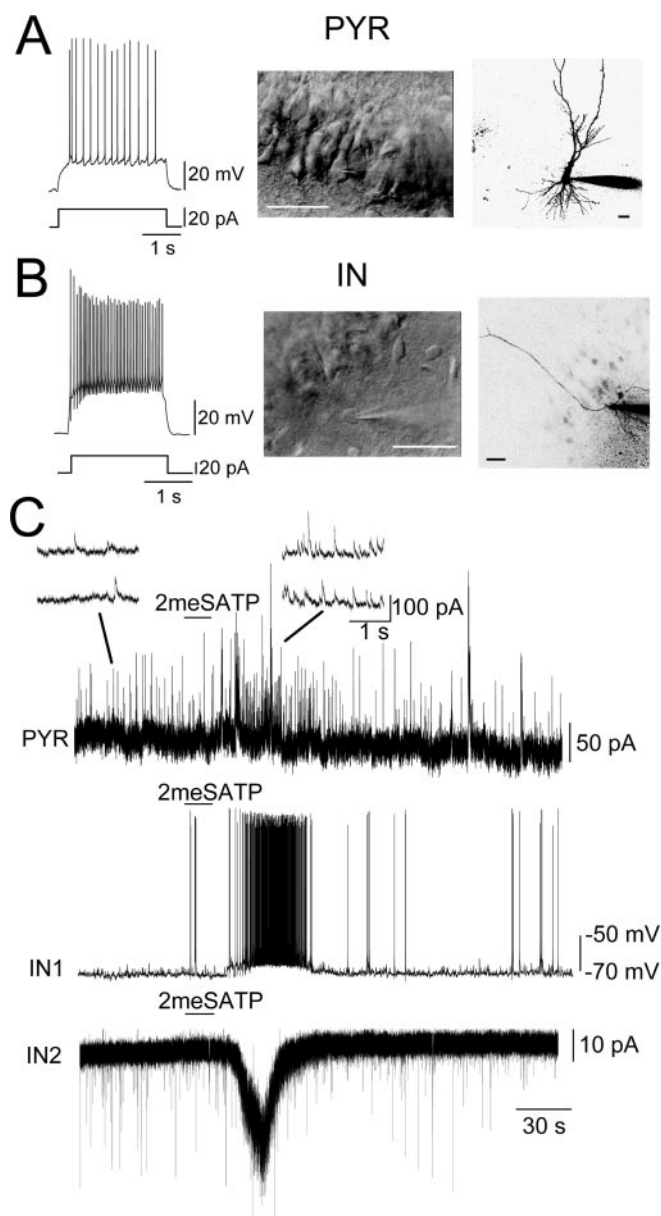 A
PYR
20 mV
20 pA
1 s
B
IN
20 mV
20 pA
1 s
C
2meSATP
100 pA
1 s
PYR
50 pA
2meSATP
-50 mV
IN1
-70 mV
2meSATP
IN2
10 pA
30 s